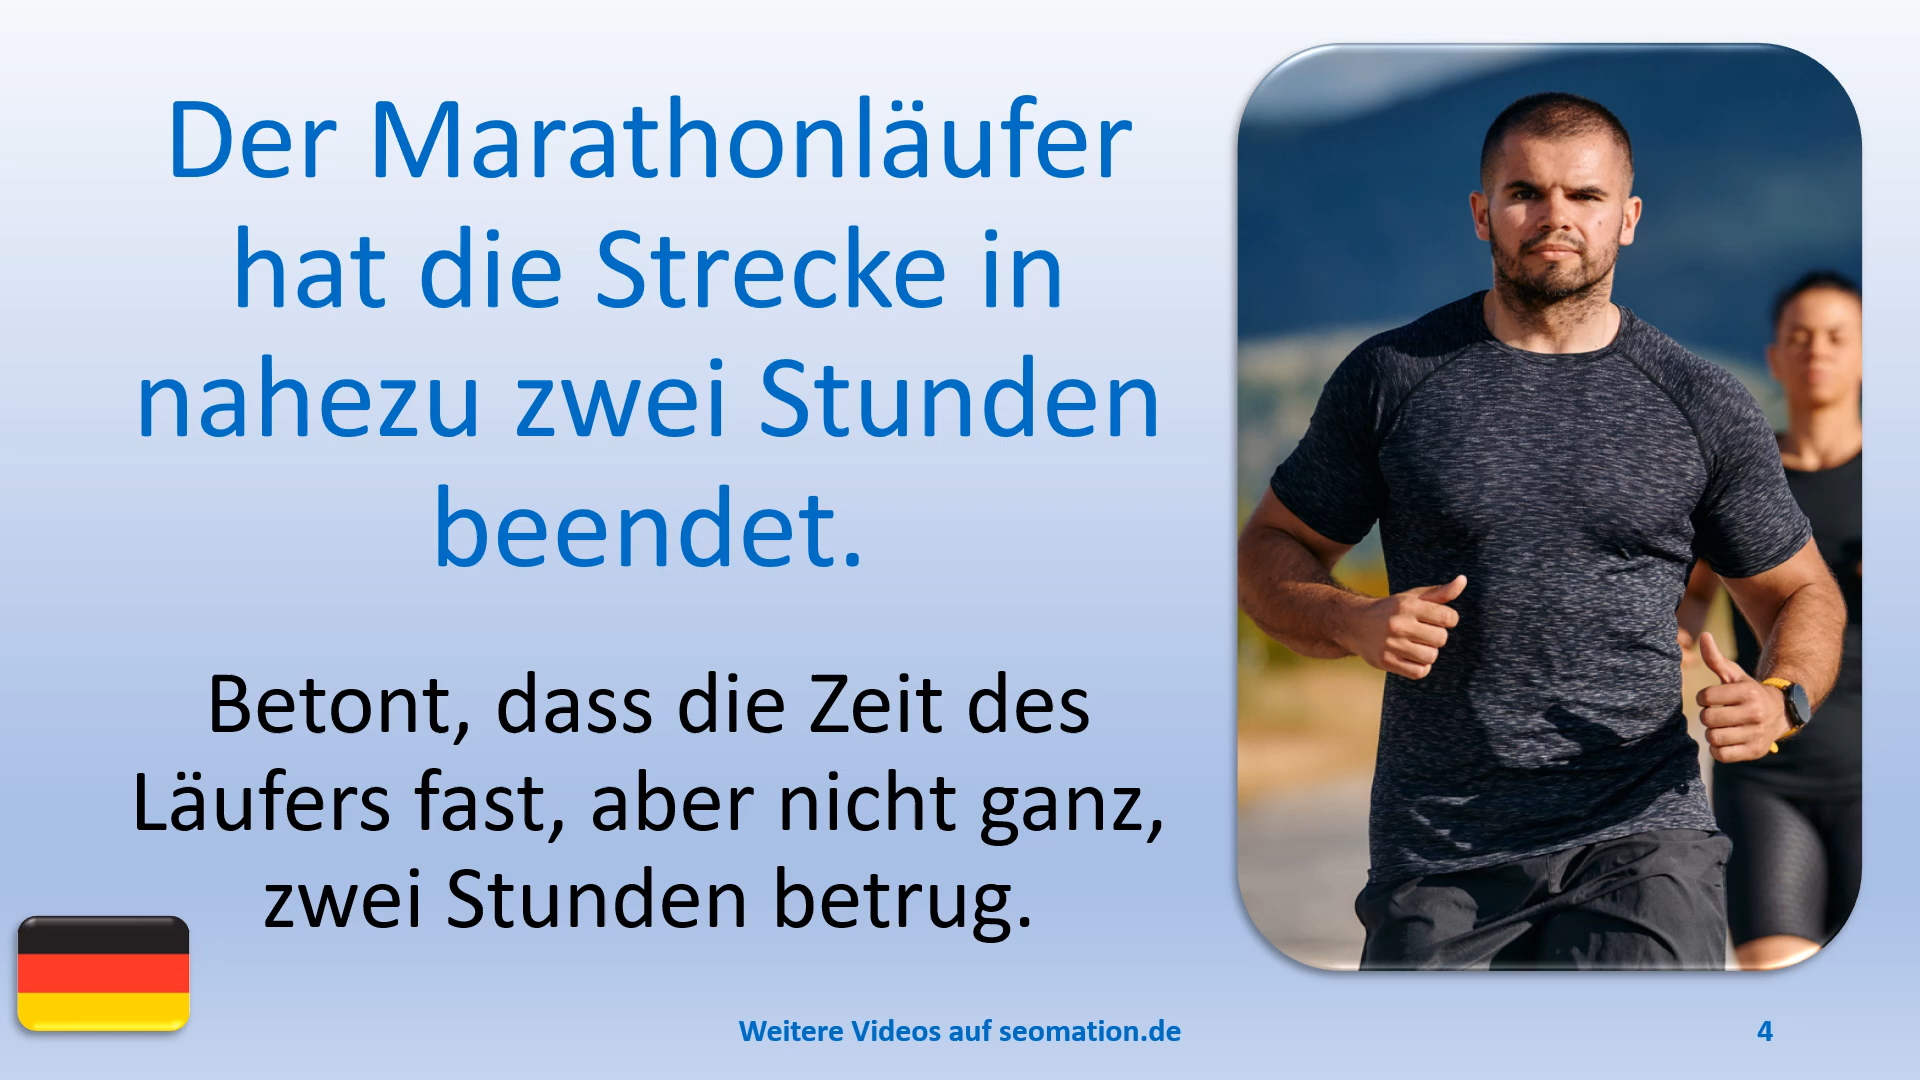 Der Marathonläufer
hat die Strecke in
nahezu zwei Stunden
beendet.
Betont, dass die Zeit des
Läufers fast, aber nicht ganz,
zwei Stunden betrug.
Weitere Videos auf seomation.de
4